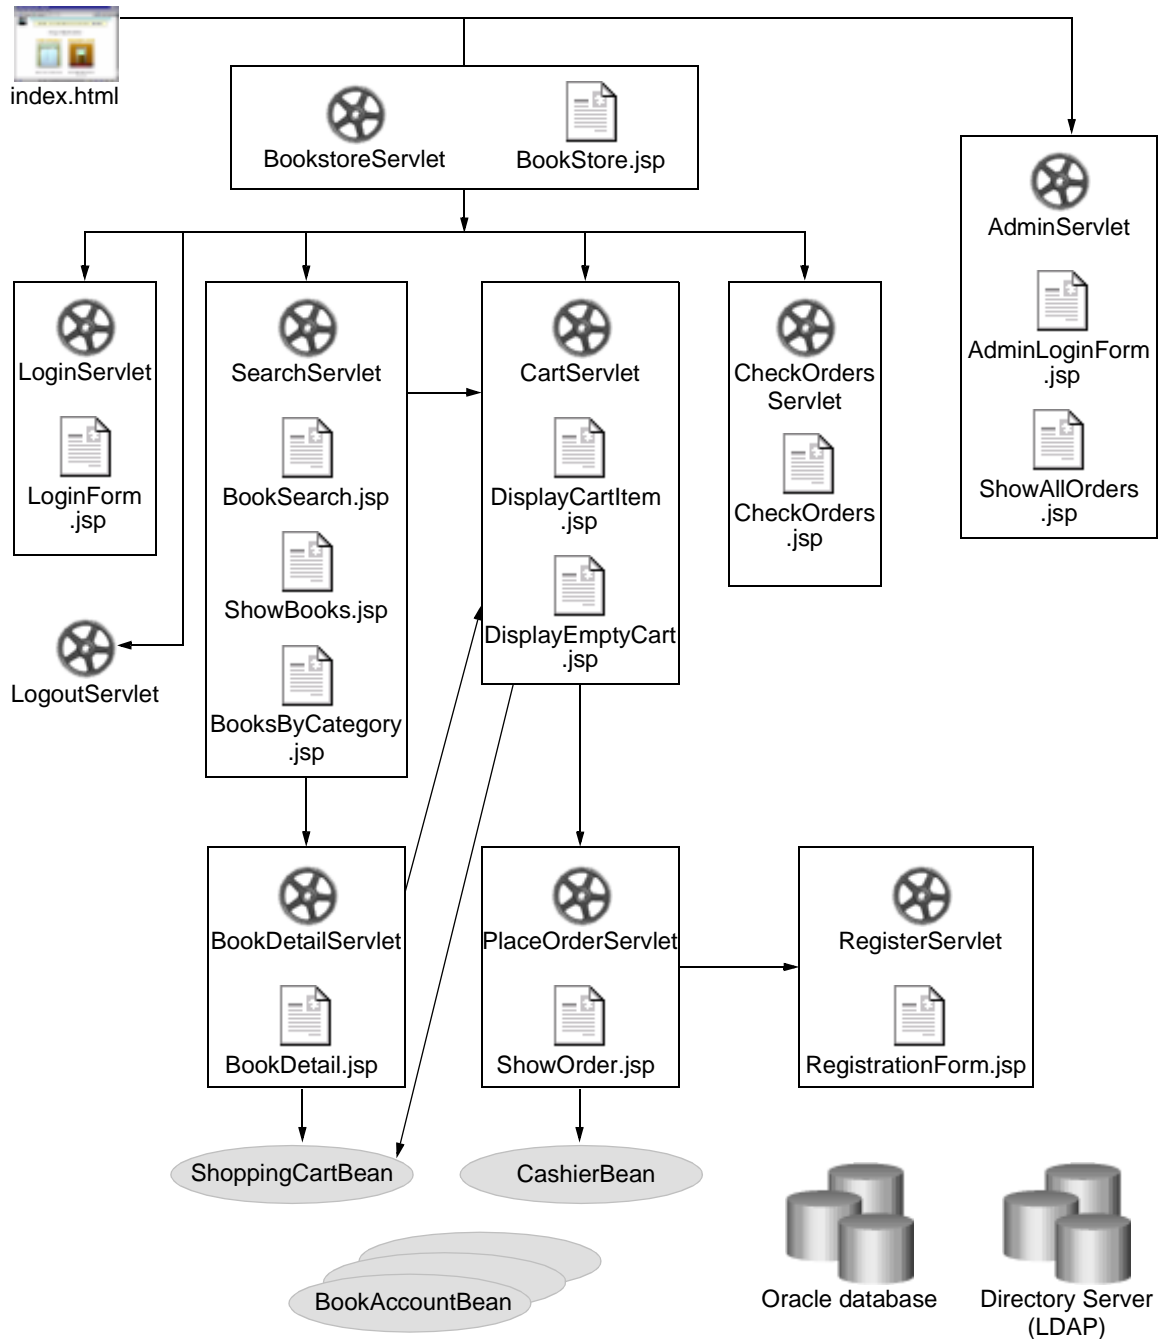 index.html
BookstoreServlet
BookStore.jsp
AdminServlet
AdminLoginForm
.jsp
ShowAllOrders
.jsp
LoginServlet
LoginForm
.jsp
LogoutServlet
SearchServlet
BookSearch.jsp
ShowBooks.jsp
BooksByCategory
.jsp
CartServlet
DisplayCartItem
.jsp
DisplayEmptyCart
.jsp
CheckOrders
Servlet
CheckOrders
.jsp
BookDetailServlet
BookDetail.jsp
PlaceOrderServlet
ShowOrder.jsp
RegisterServlet
RegistrationForm.jsp
ShoppingCartBean
CashierBean
BookAccountBean
Oracle database
Directory Server
(LDAP)